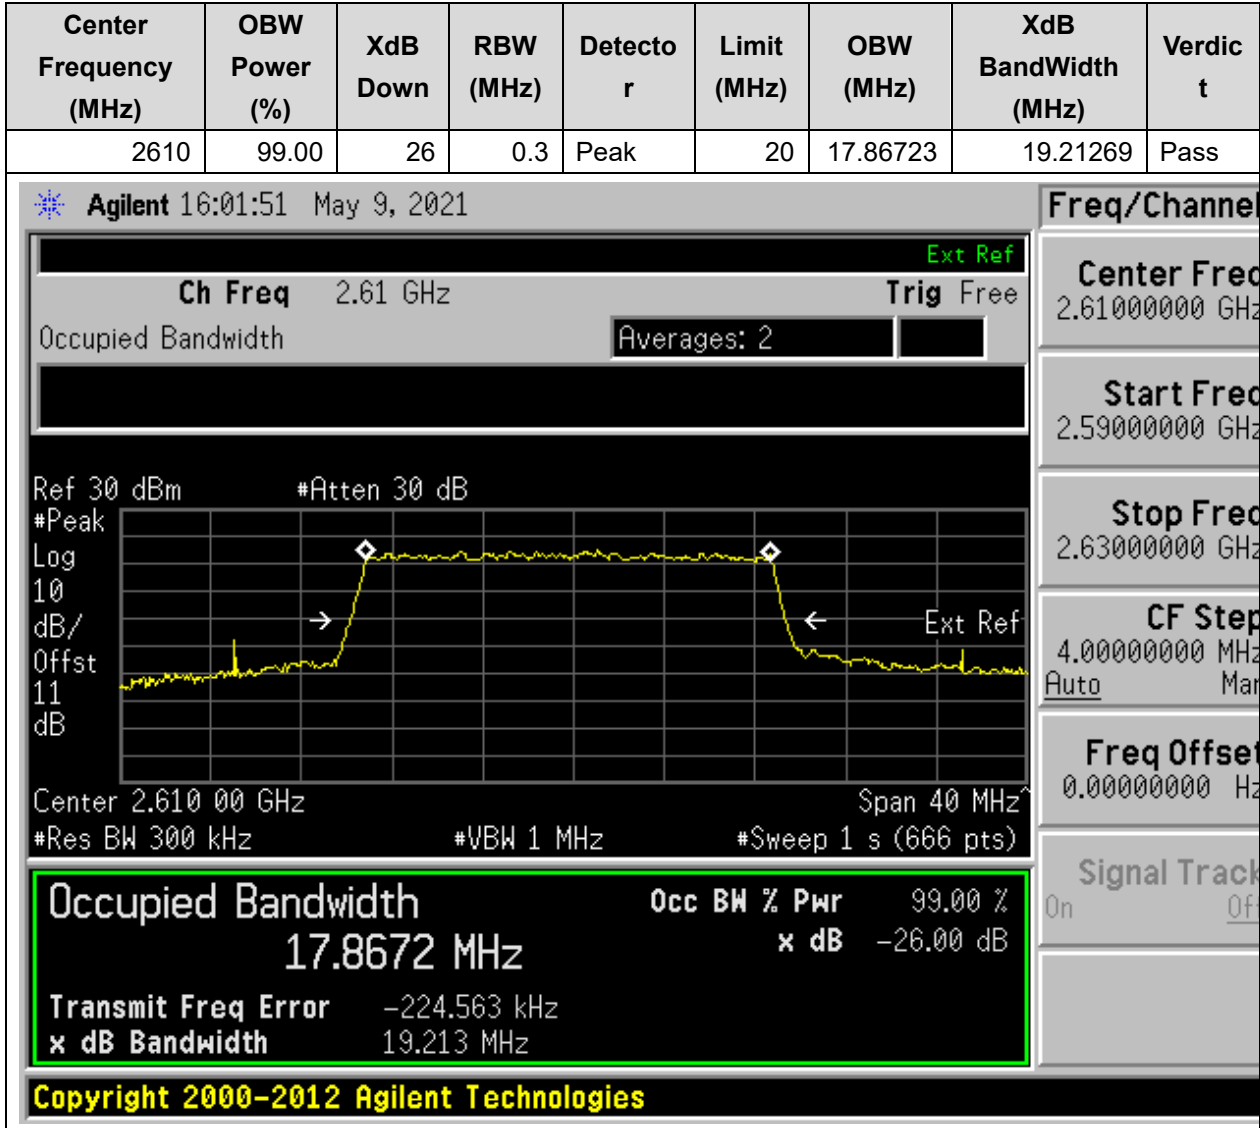 Center Frequency (MHz) OBW Power (%) XdB Down RBW (MHz) Detecto r Limit (MHz) OBW (MHz) XdB BandWidth (MHz) Verdic t
2610 99.00 26 0.3 Peak 20 17.86723 19.21269 Pass
Agilent 16:01:51 May 9, 2021
Ext Ref
Ch Freq 2.61 GHz Trig Free
Occupied Bandwidth Averages: 2
Ref 30 dBm #Atten 30 dB
#Peak
Log
10
dB/
Offst
11
dB
Ext Ref
Center 2.610 00 GHz Span 40 MHz^
#Res BW 300 kHz #VBW 1 MHz #Sweep 1 s (666 pts)
Occupied Bandwidth Occ BW % Pwr 99.00 %
17.8672 MHz x dB -26.00 dB
Transmit Freq Error -224.563 kHz
x dB Bandwidth 19.213 MHz
Copyright 2000-2012 Agilent Technologies
Freq/Channel
Center Freq
2.61000000 GHz
Start Freq
2.59000000 GHz
Stop Freq
2.63000000 GHz
CF Step
4.00000000 MHz
Auto Man
Freq Offset
0.00000000 Hz
Signal Track
On Off